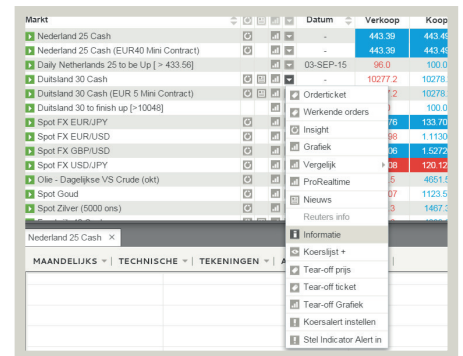 Markt Datum Verkoop Koop
Nederland 25 Cash - 443.39 443.49
Nederland 25 Cash (EUR40 Mini Contract) - 443.39 443.49
Daily Netherlands 25 to be Up [ > 433.56] 03-SEP-15 96.0 100.0
Duitsland 30 Cash - 10277.2 10278.
Duitsland 30 Cash (EUR 5 Mini Contract) 10278.
Duitsland 30 to finish up [>10048] 100.0
Spot FX EUR/JPY 133.70
Spot FX EUR/USD 1.1130
Spot FX GBP/USD 1.5272
Spot FX USD/JPY 120.12
Olie - Dagelijkse VS Crude (okt) 4651.5
Spot Goud 1123.5
Spot Zilver (5000 ons) 1467.3
Orderticket
Werkende orders
Insight
Grafiek
Vergelijk
ProRealtime
Nieuws
Reuters info
Informatie
Koerslijst +
Tear-off prijs
Tear-off ticket
Tear-off Grafiek
Koersalert instellen
Stel Indicator Alert in
Nederland 25 Cash ×
MAANDELIJKS | TECHNISCHE | TEKENINGEN | A